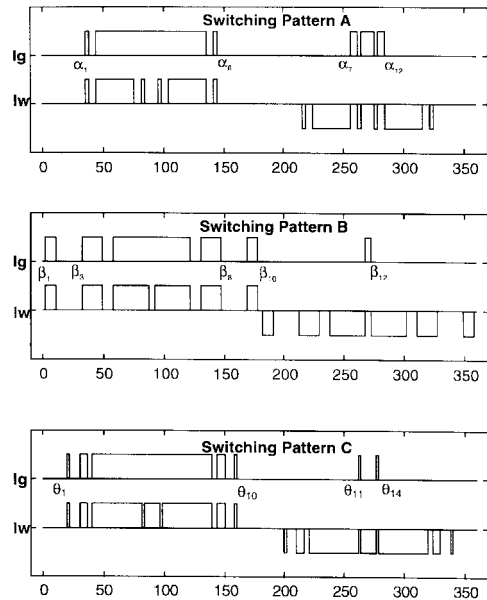 Switching Pattern A
Ig
α₁ α₆ α₇ α₁₂
Iw
0 50 100 150 200 250 300 350
Switching Pattern B
Ig
β₁ β₃ β₈ β₁₀ β₁₂
Iw
0 50 100 150 200 250 300 350
Switching Pattern C
Ig
θ₁ θ₁₀ θ₁₁ θ₁₄
Iw
0 50 100 150 200 250 300 350